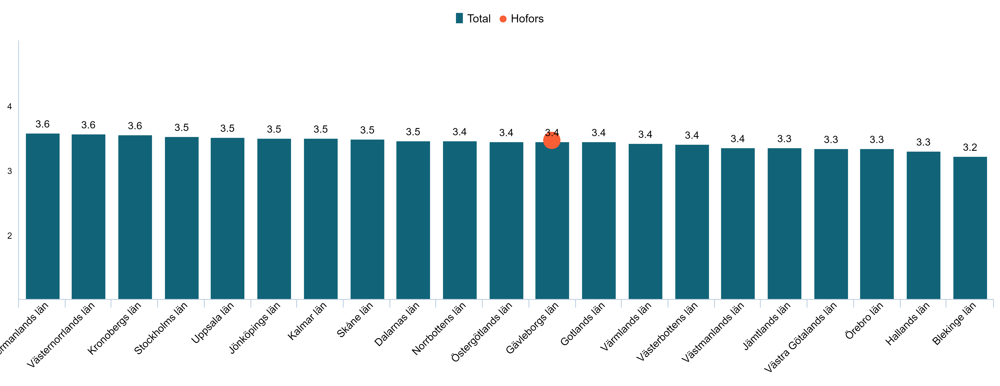 Total Hofors
4
3
2
3.6 3.6 3.6 3.5 3.5 3.5 3.5 3.5 3.5 3.4 3.4 3.4 3.4 3.4 3.4 3.4 3.3 3.3 3.3 3.3 3.2
ermanlands län
Västernorrlands län
Kronobergs län
Stockholms län
Uppsala län
Jönköpings län
Kalmar län
Skåne län
Dalarnas län
Norrbottens län
Östergötlands län
Gävleborgs län
Gotlands län
Värmlands län
Västerbottens län
Västmanlands län
Jämtlands län
Västra Götalands län
Örebro län
Hallands län
Blekinge län